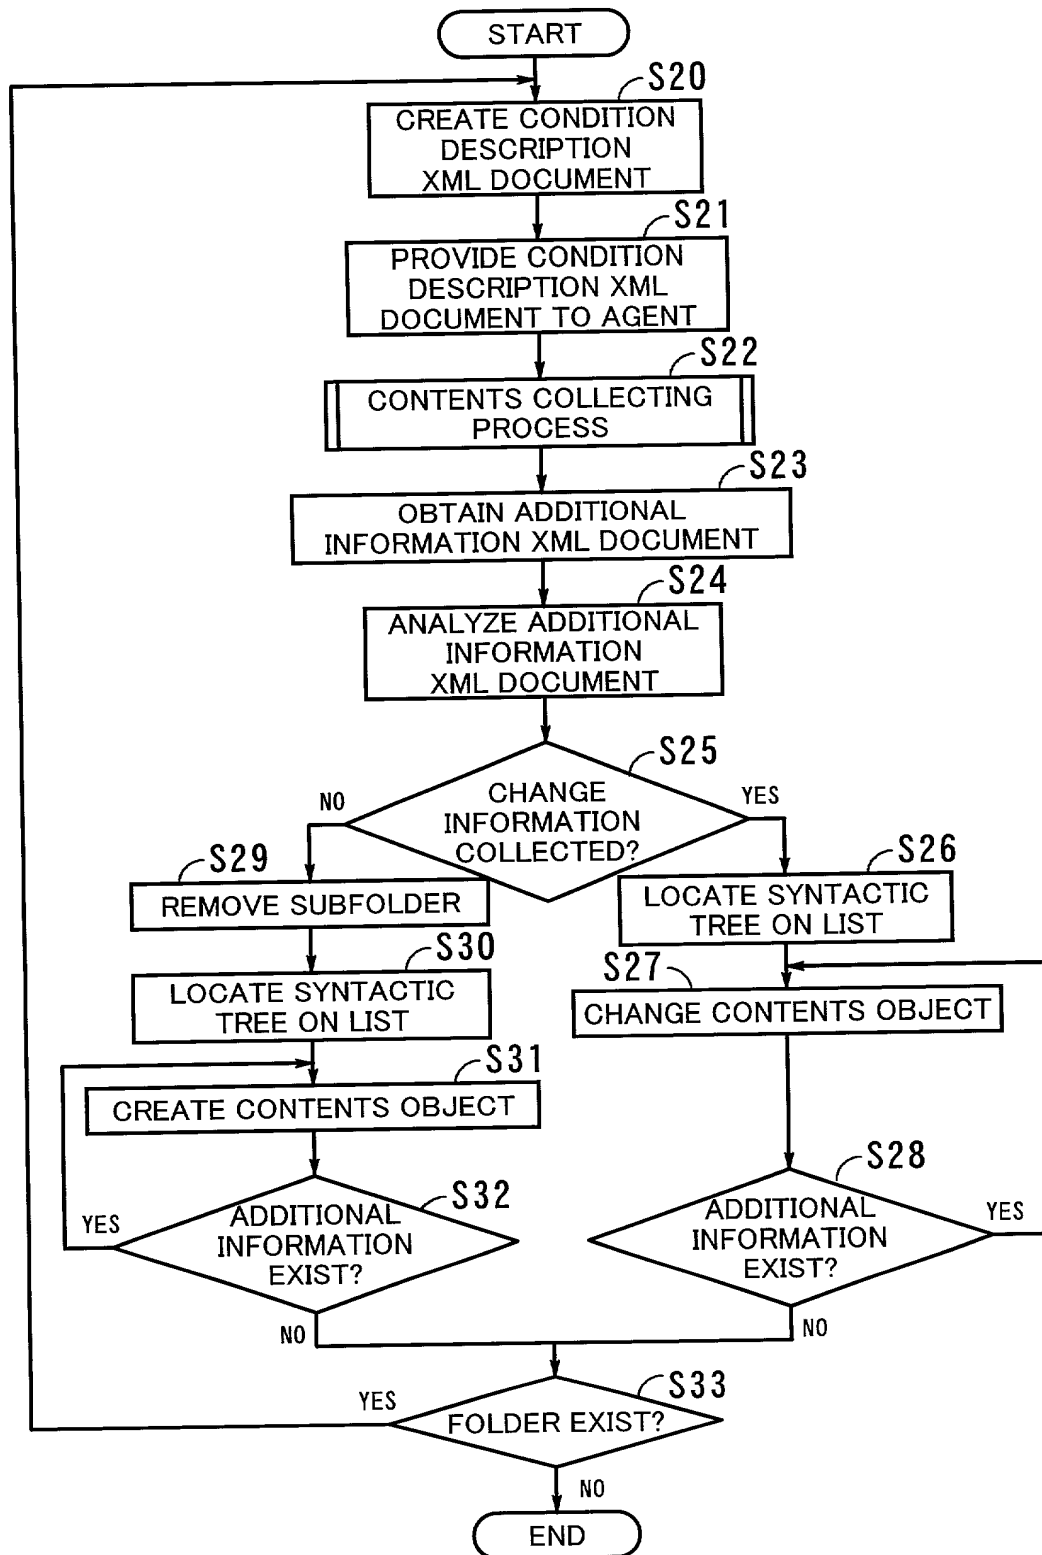 START
S20
CREATE CONDITION
DESCRIPTION
XML DOCUMENT
S21
PROVIDE CONDITION
DESCRIPTION XML
DOCUMENT TO AGENT
S22
CONTENTS COLLECTING
PROCESS
S23
OBTAIN ADDITIONAL
INFORMATION XML DOCUMENT
S24
ANALYZE ADDITIONAL
INFORMATION
XML DOCUMENT
S25
NO
CHANGE
INFORMATION
COLLECTED?
YES
S29
REMOVE SUBFOLDER
S26
LOCATE SYNTACTIC
TREE ON LIST
S30
LOCATE SYNTACTIC
TREE ON LIST
S27
CHANGE CONTENTS OBJECT
S31
CREATE CONTENTS OBJECT
S32
YES
ADDITIONAL
INFORMATION
EXIST?
NO
S28
ADDITIONAL
INFORMATION
EXIST?
YES
NO
S33
YES
FOLDER EXIST?
NO
END